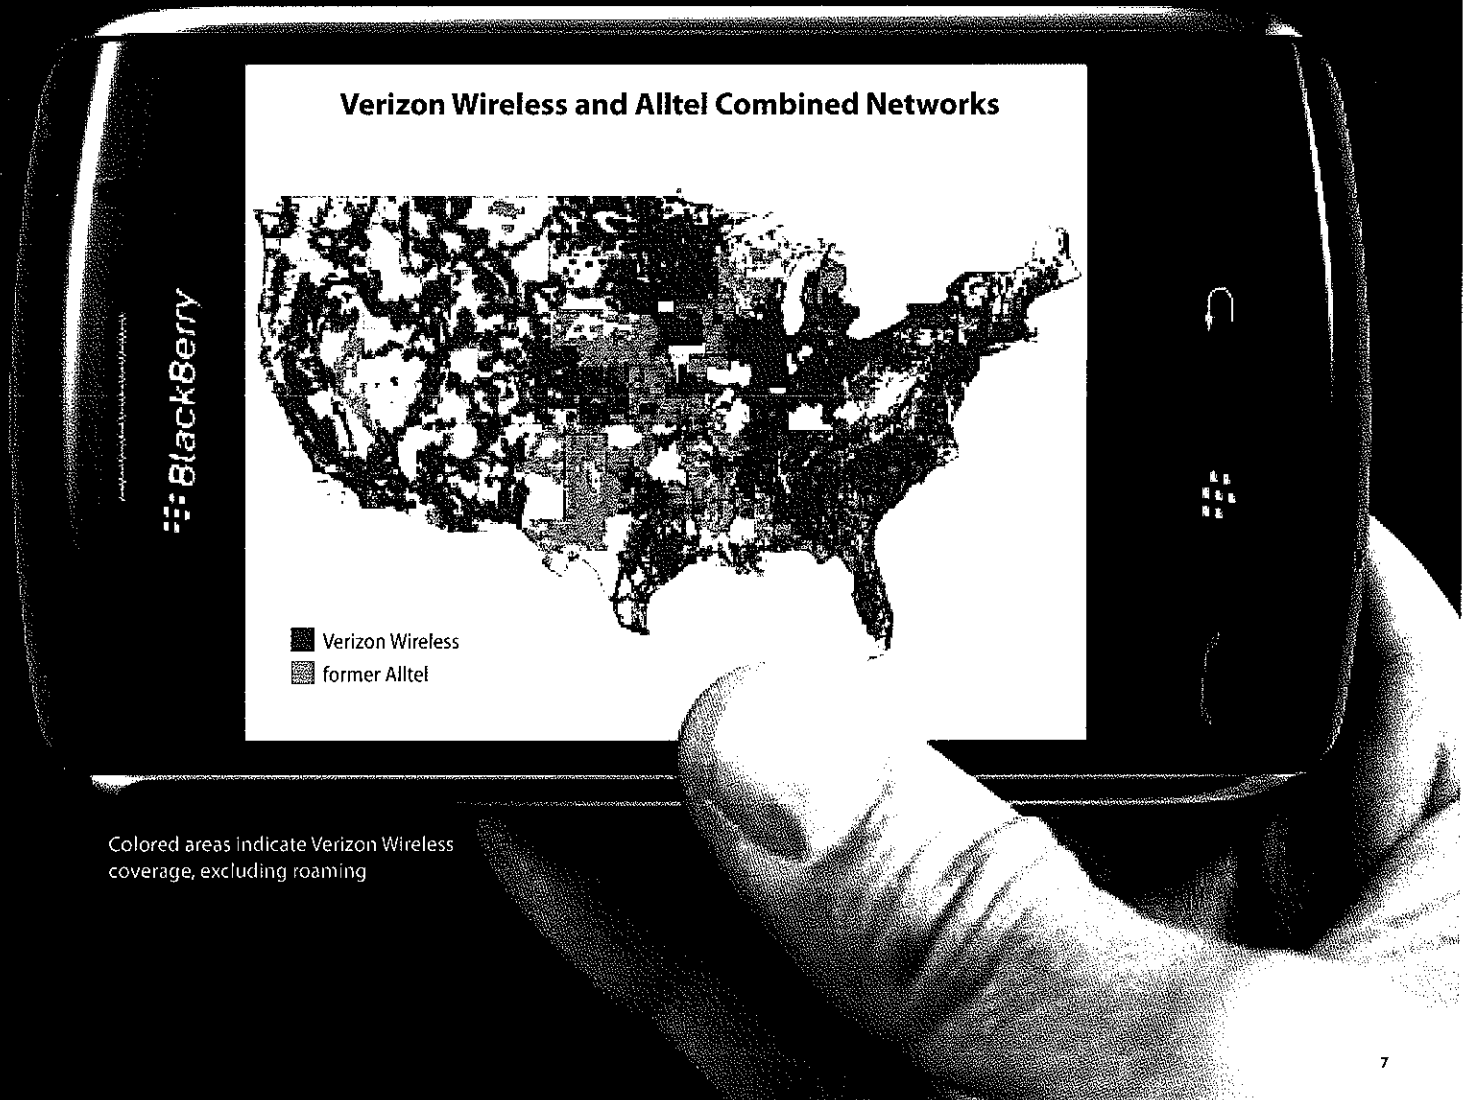 Verizon Wireless and Alltel Combined Networks
BlackBerry
Verizon Wireless
former Alltel
Colored areas indicate Verizon Wireless
coverage, excluding roaming
7